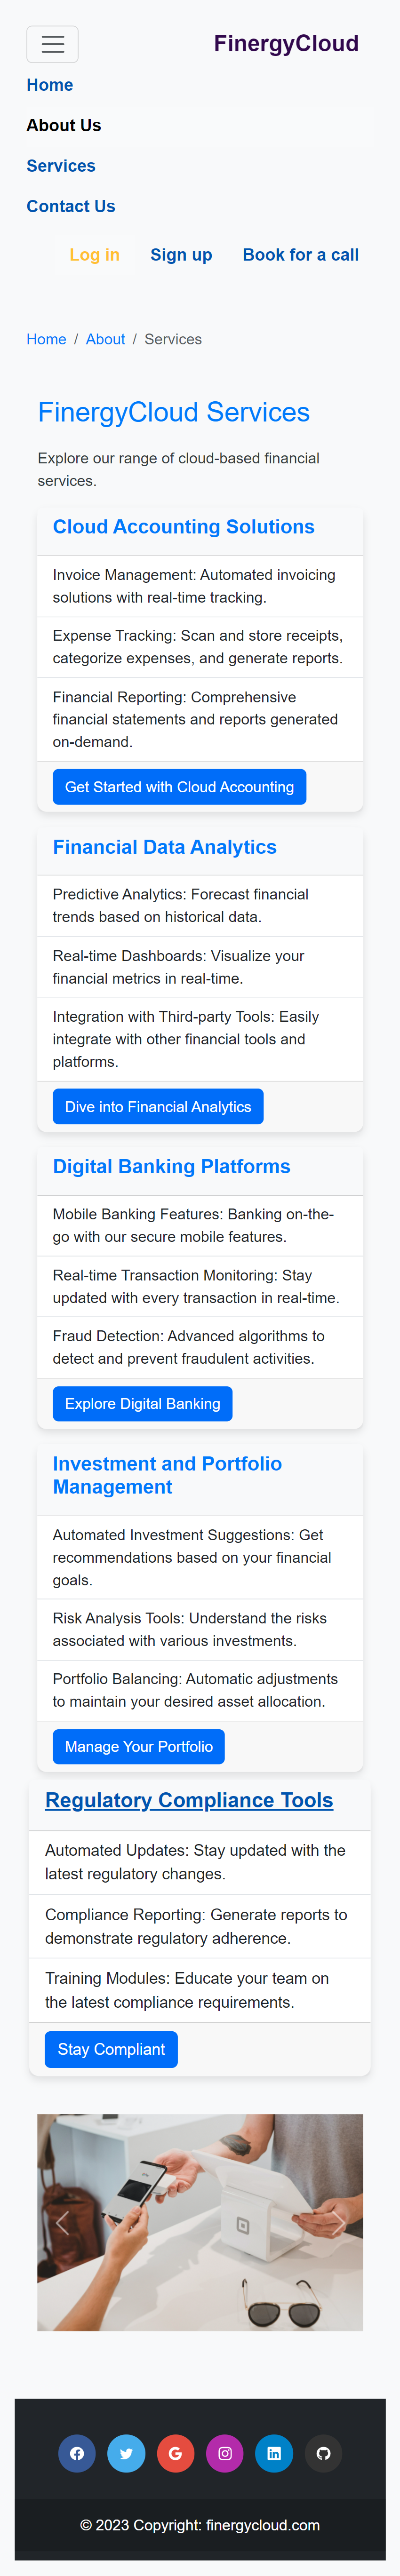 FinergyCloud
Home
About Us
Services
Contact Us
Log in Sign up Book for a call
Home / About / Services
FinergyCloud Services
Explore our range of cloud-based financial
services.
Cloud Accounting Solutions
Invoice Management: Automated invoicing
solutions with real-time tracking.
Expense Tracking: Scan and store receipts,
categorize expenses, and generate reports.
Financial Reporting: Comprehensive
financial statements and reports generated
on-demand.
Get Started with Cloud Accounting
Financial Data Analytics
Predictive Analytics: Forecast financial
trends based on historical data.
Real-time Dashboards: Visualize your
financial metrics in real-time.
Integration with Third-party Tools: Easily
integrate with other financial tools and
platforms.
Dive into Financial Analytics
Digital Banking Platforms
Mobile Banking Features: Banking on-the-
go with our secure mobile features.
Real-time Transaction Monitoring: Stay
updated with every transaction in real-time.
Fraud Detection: Advanced algorithms to
detect and prevent fraudulent activities.
Explore Digital Banking
Investment and Portfolio
Management
Automated Investment Suggestions: Get
recommendations based on your financial
goals.
Risk Analysis Tools: Understand the risks
associated with various investments.
Portfolio Balancing: Automatic adjustments
to maintain your desired asset allocation.
Manage Your Portfolio
Regulatory Compliance Tools
Automated Updates: Stay updated with the
latest regulatory changes.
Compliance Reporting: Generate reports to
demonstrate regulatory adherence.
Training Modules: Educate your team on
the latest compliance requirements.
Stay Compliant
© 2023 Copyright: finergycloud.com